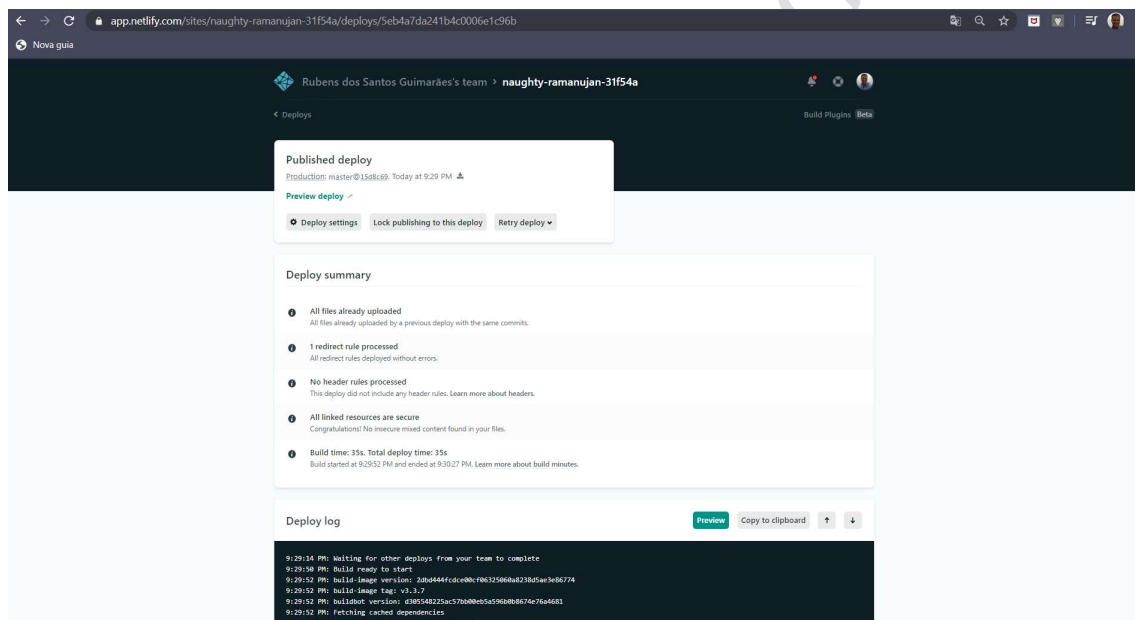 app.netlify.com/sites/naughty-ramanujan-31f54a/deploys/5eb4a7da241b4c0006e1c96b
Nova guia
Rubens dos Santos Guimarães's team > naughty-ramanujan-31f54a
Deploys
Build Plugins Beta
Published deploy
Production: master@15d8c69. Today at 9:29 PM
Preview deploy
Deploy settings Lock publishing to this deploy Retry deploy
Deploy summary
All files already uploaded
All files already uploaded by a previous deploy with the same commits.
1 redirect rule processed
All redirect rules deployed without errors.
No header rules processed
This deploy did not include any header rules. Learn more about headers.
All linked resources are secure
Congratulations! No insecure mixed content found in your files.
Build time: 35s. Total deploy time: 35s
Build started at 9:29:52 PM and ended at 9:30:27 PM. Learn more about build minutes.
Deploy log
Preview Copy to clipboard ↑ ↓
9:29:14 PM: Waiting for other deploys from your team to complete
9:29:50 PM: Build ready to start
9:29:52 PM: build-image version: 2dbd444fcdce00cf06325060a8238d5ae3e86774
9:29:52 PM: build-image tag: v3.3.7
9:29:52 PM: buildbot version: d305548225ac57bb00eb5a596b0b8674e76a4681
9:29:52 PM: Fetching cached dependencies